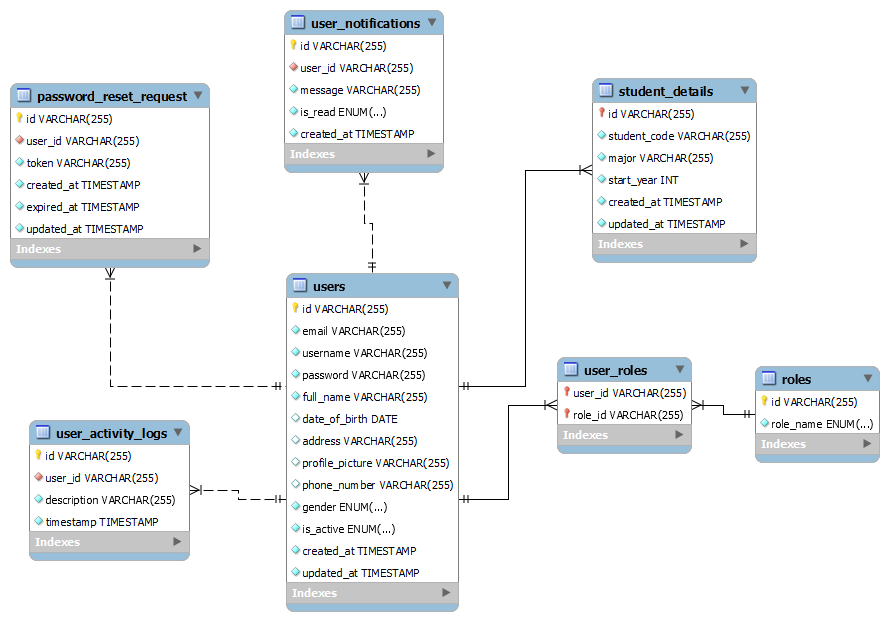 user_notifications
id VARCHAR(255)
user_id VARCHAR(255)
message VARCHAR(255)
is_read ENUM(...)
created_at TIMESTAMP
Indexes
password_reset_request
id VARCHAR(255)
user_id VARCHAR(255)
token VARCHAR(255)
created_at TIMESTAMP
expired_at TIMESTAMP
updated_at TIMESTAMP
Indexes
student_details
id VARCHAR(255)
student_code VARCHAR(255)
major VARCHAR(255)
start_year INT
created_at TIMESTAMP
updated_at TIMESTAMP
Indexes
users
id VARCHAR(255)
email VARCHAR(255)
username VARCHAR(255)
password VARCHAR(255)
full_name VARCHAR(255)
date_of_birth DATE
address VARCHAR(255)
profile_picture VARCHAR(255)
phone_number VARCHAR(255)
gender ENUM(...)
is_active ENUM(...)
created_at TIMESTAMP
updated_at TIMESTAMP
Indexes
user_roles
user_id VARCHAR(255)
role_id VARCHAR(255)
Indexes
roles
id VARCHAR(255)
role_name ENUM(...)
Indexes
user_activity_logs
id VARCHAR(255)
user_id VARCHAR(255)
description VARCHAR(255)
timestamp TIMESTAMP
Indexes